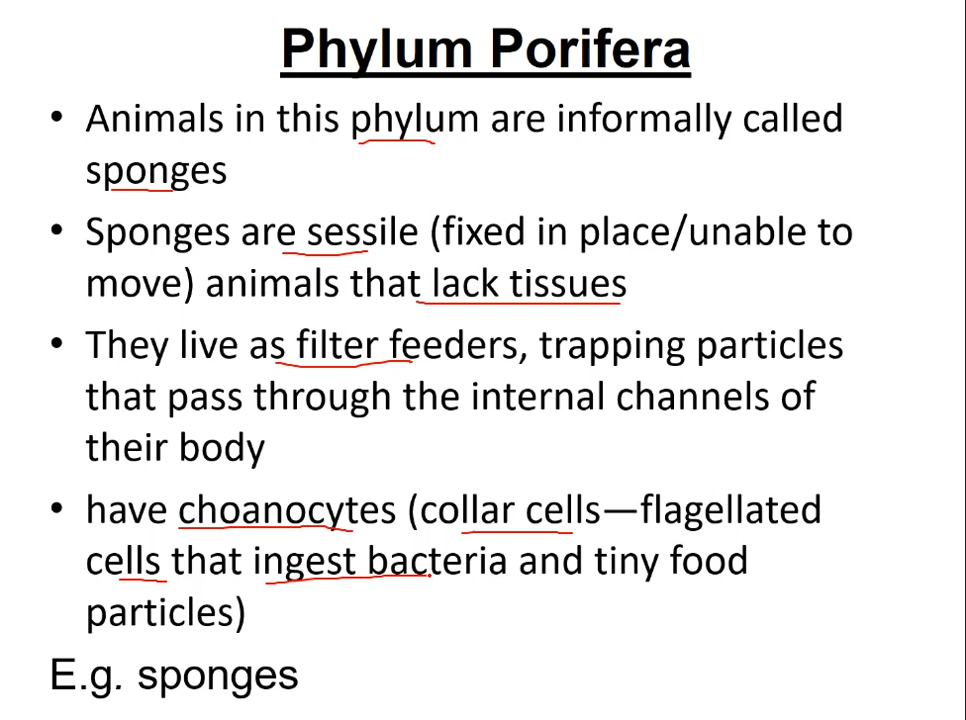 Phylum Porifera
• Animals in this phylum are informally called
sponges
• Sponges are sessile (fixed in place/unable to
move) animals that lack tissues
• They live as filter feeders, trapping particles
that pass through the internal channels of
their body
• have choanocytes (collar cells—flagellated
cells that ingest bacteria and tiny food
particles)
E.g. sponges